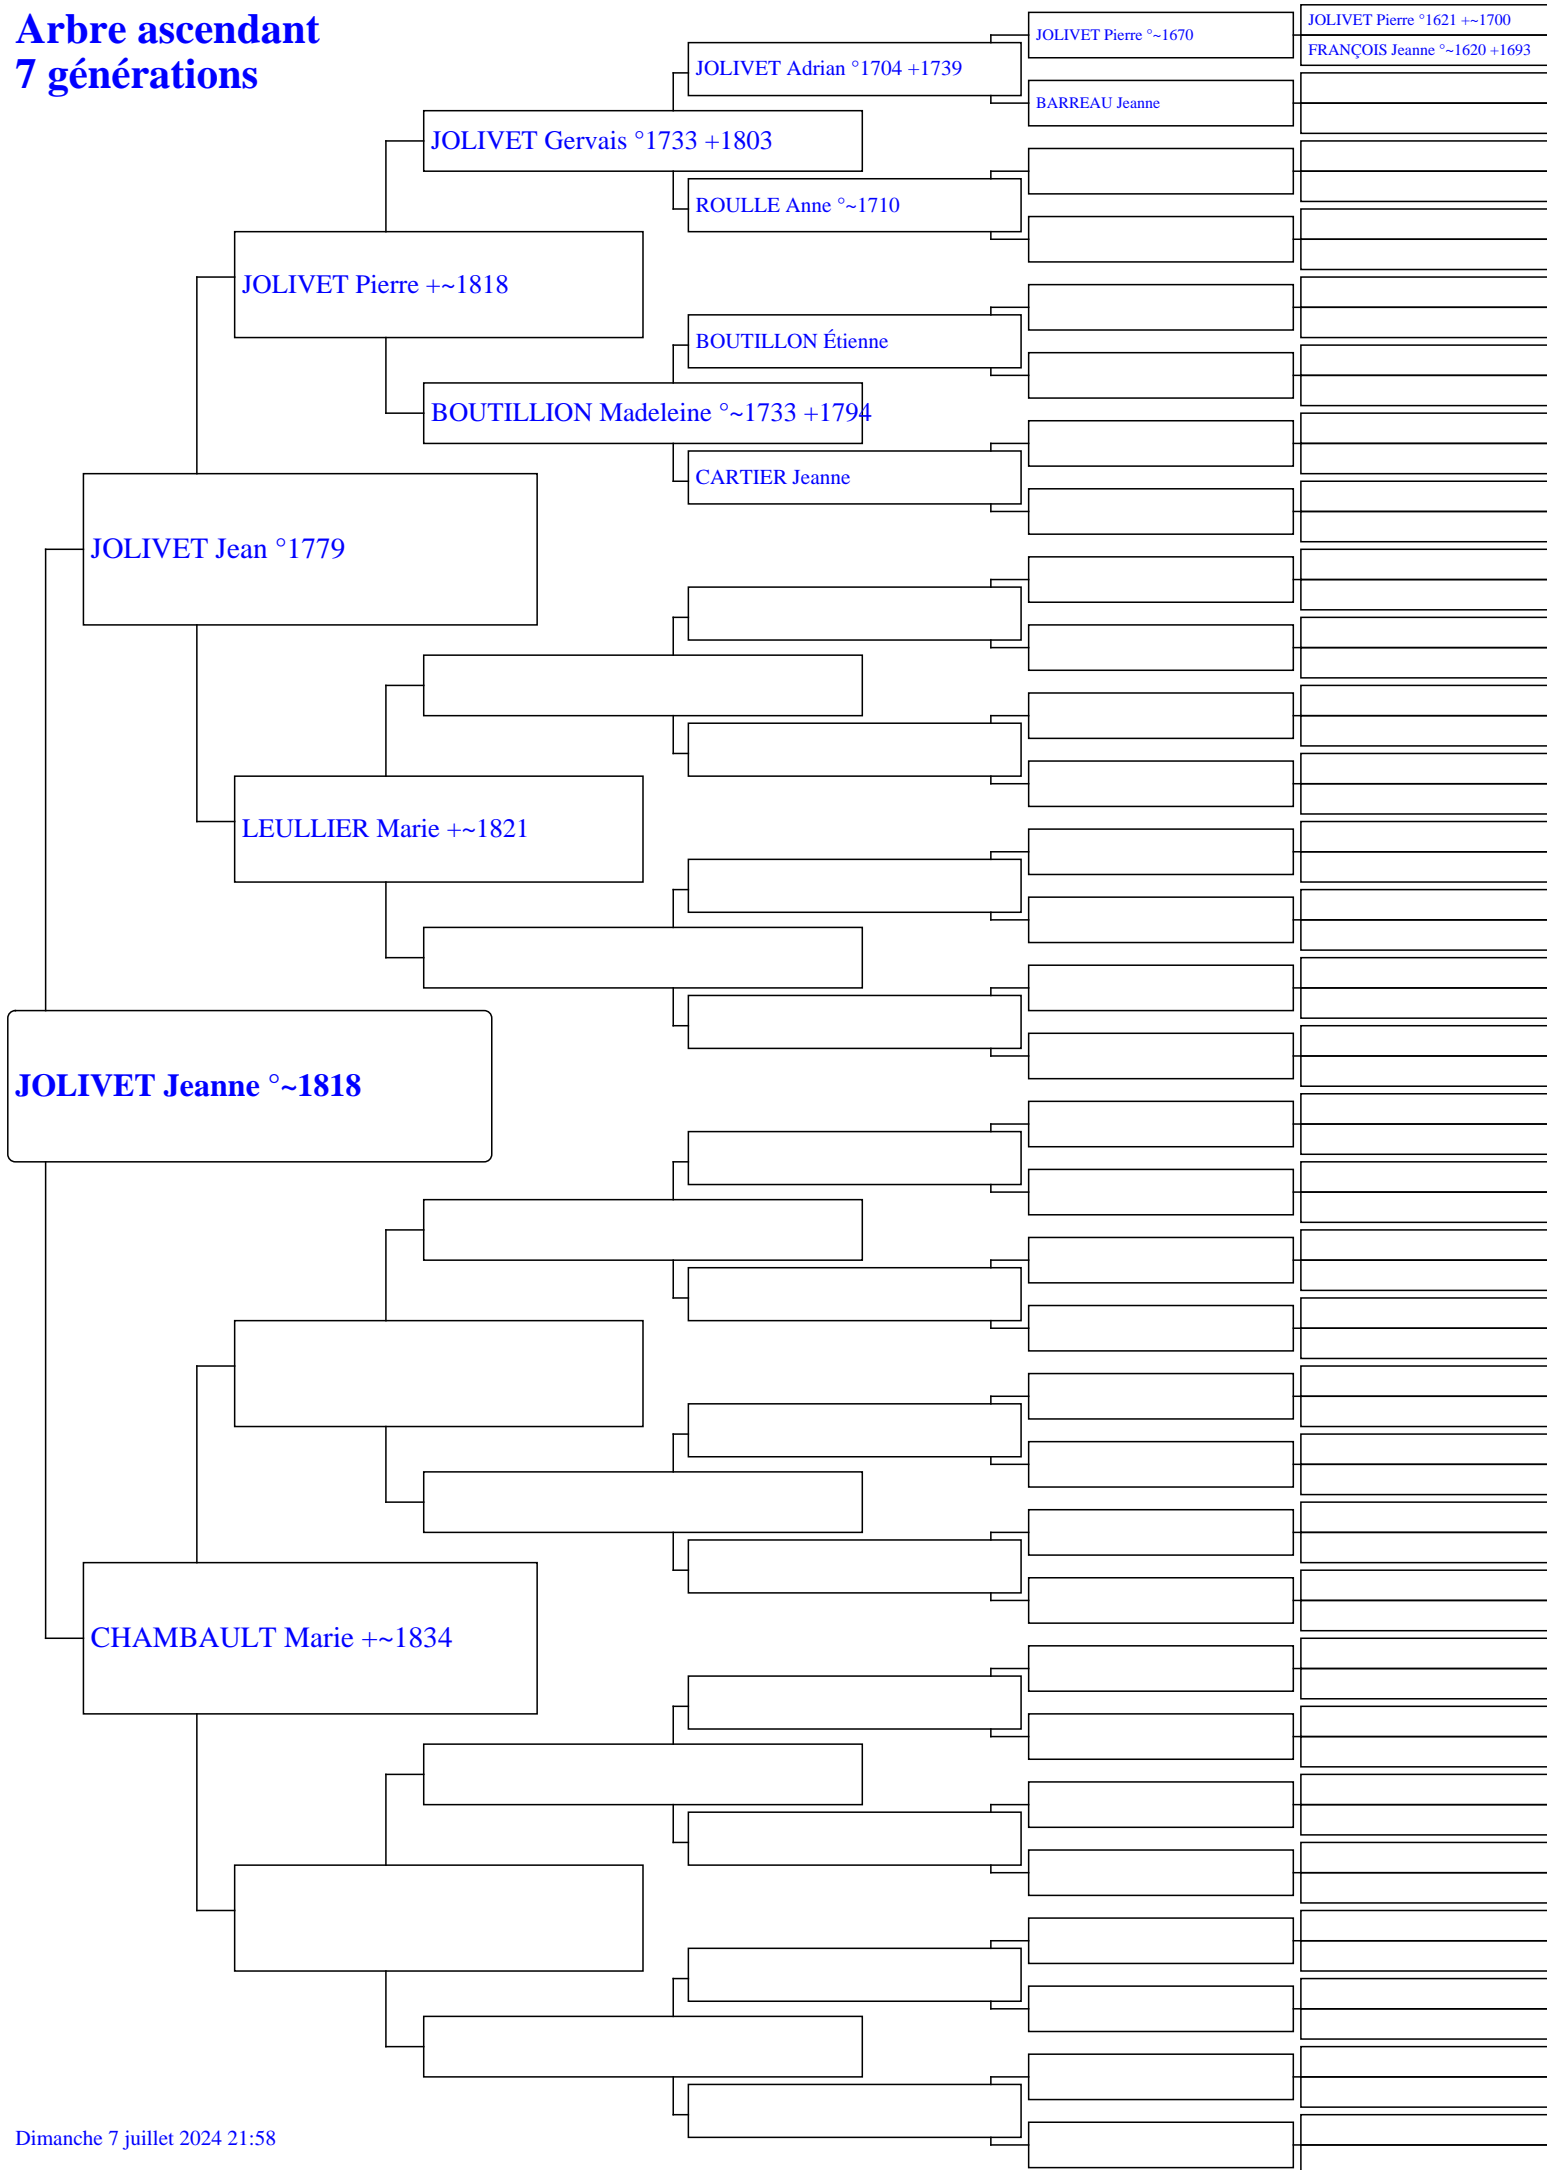 Arbre ascendant
7 générations
JOLIVET Pierre °1621 +~1700
JOLIVET Pierre °~1670
FRANÇOIS Jeanne °~1620 +1693
JOLIVET Adrian °1704 +1739
BARREAU Jeanne
JOLIVET Gervais °1733 +1803
ROULLE Anne °~1710
JOLIVET Pierre +~1818
BOUTILLON Étienne
BOUTILLION Madeleine °~1733 +1794
CARTIER Jeanne
JOLIVET Jean °1779
LEULLIER Marie +~1821
JOLIVET Jeanne °~1818
CHAMBAULT Marie +~1834
Dimanche 7 juillet 2024 21:58